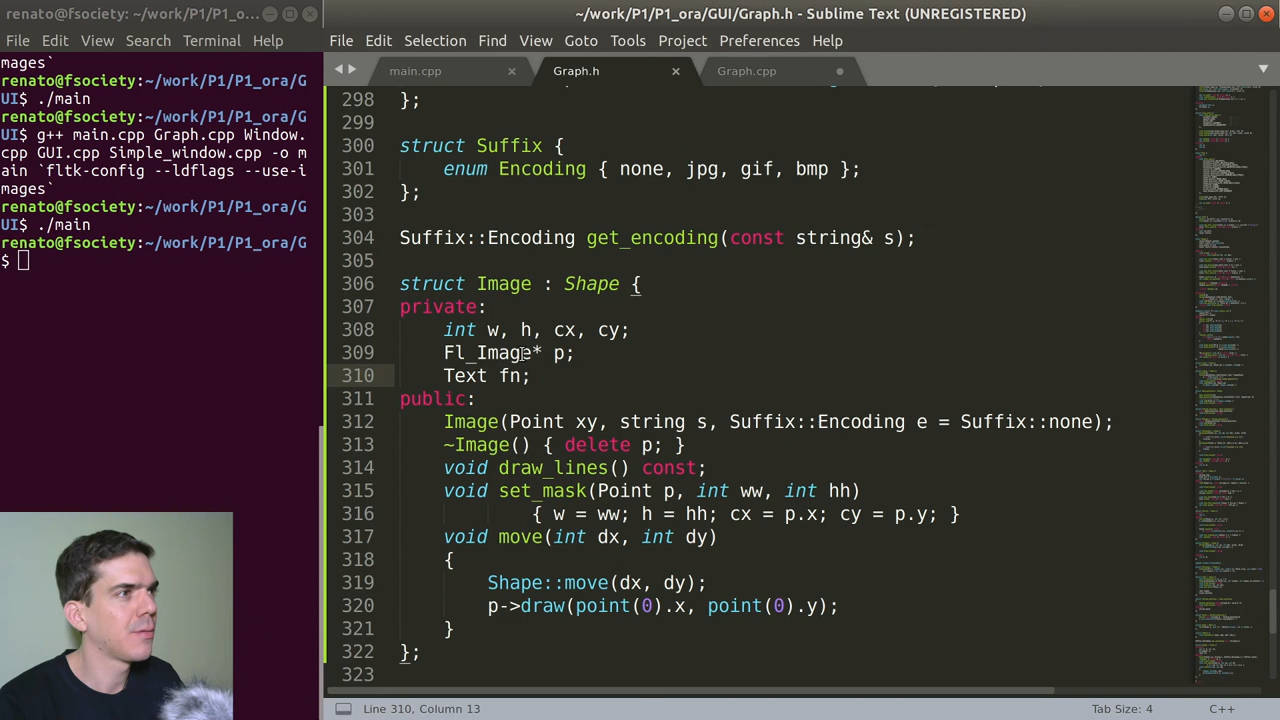 renato@fsociety: ~/work/P1/P1_o...
File Edit View Search Terminal Help
mages`
renato@fsociety:~/work/P1/P1_ora/G
UI$ ./main
renato@fsociety:~/work/P1/P1_ora/G
UI$ g++ main.cpp Graph.cpp Window.
cpp GUI.cpp Simple_window.cpp -o m
ain `fltk-config --ldflags --use-i
mages`
renato@fsociety:~/work/P1/P1_ora/G
UI$ ./main
renato@fsociety:~/work/P1/P1_ora/G
$
~/work/P1/P1_ora/GUI/Graph.h - Sublime Text (UNREGISTERED)
File Edit Selection Find View Goto Tools Project Preferences Help
main.cpp Graph.h Graph.cpp
298 };
299
300 struct Suffix {
301 enum Encoding { none, jpg, gif, bmp };
302 };
303
304 Suffix::Encoding get_encoding(const string& s);
305
306 struct Image : Shape {
307 private:
308 int w, h, cx, cy;
309 Fl_Image* p;
310 Text fn;
311 public:
312 Image(Point xy, string s, Suffix::Encoding e = Suffix::none);
313 ~Image() { delete p; }
314 void draw_lines() const;
315 void set_mask(Point p, int ww, int hh)
316 { w = ww; h = hh; cx = p.x; cy = p.y; }
317 void move(int dx, int dy)
318 {
319 Shape::move(dx, dy);
320 p->draw(point(0).x, point(0).y);
321 }
322 };
323
Line 310, Column 13
Tab Size: 4
C++